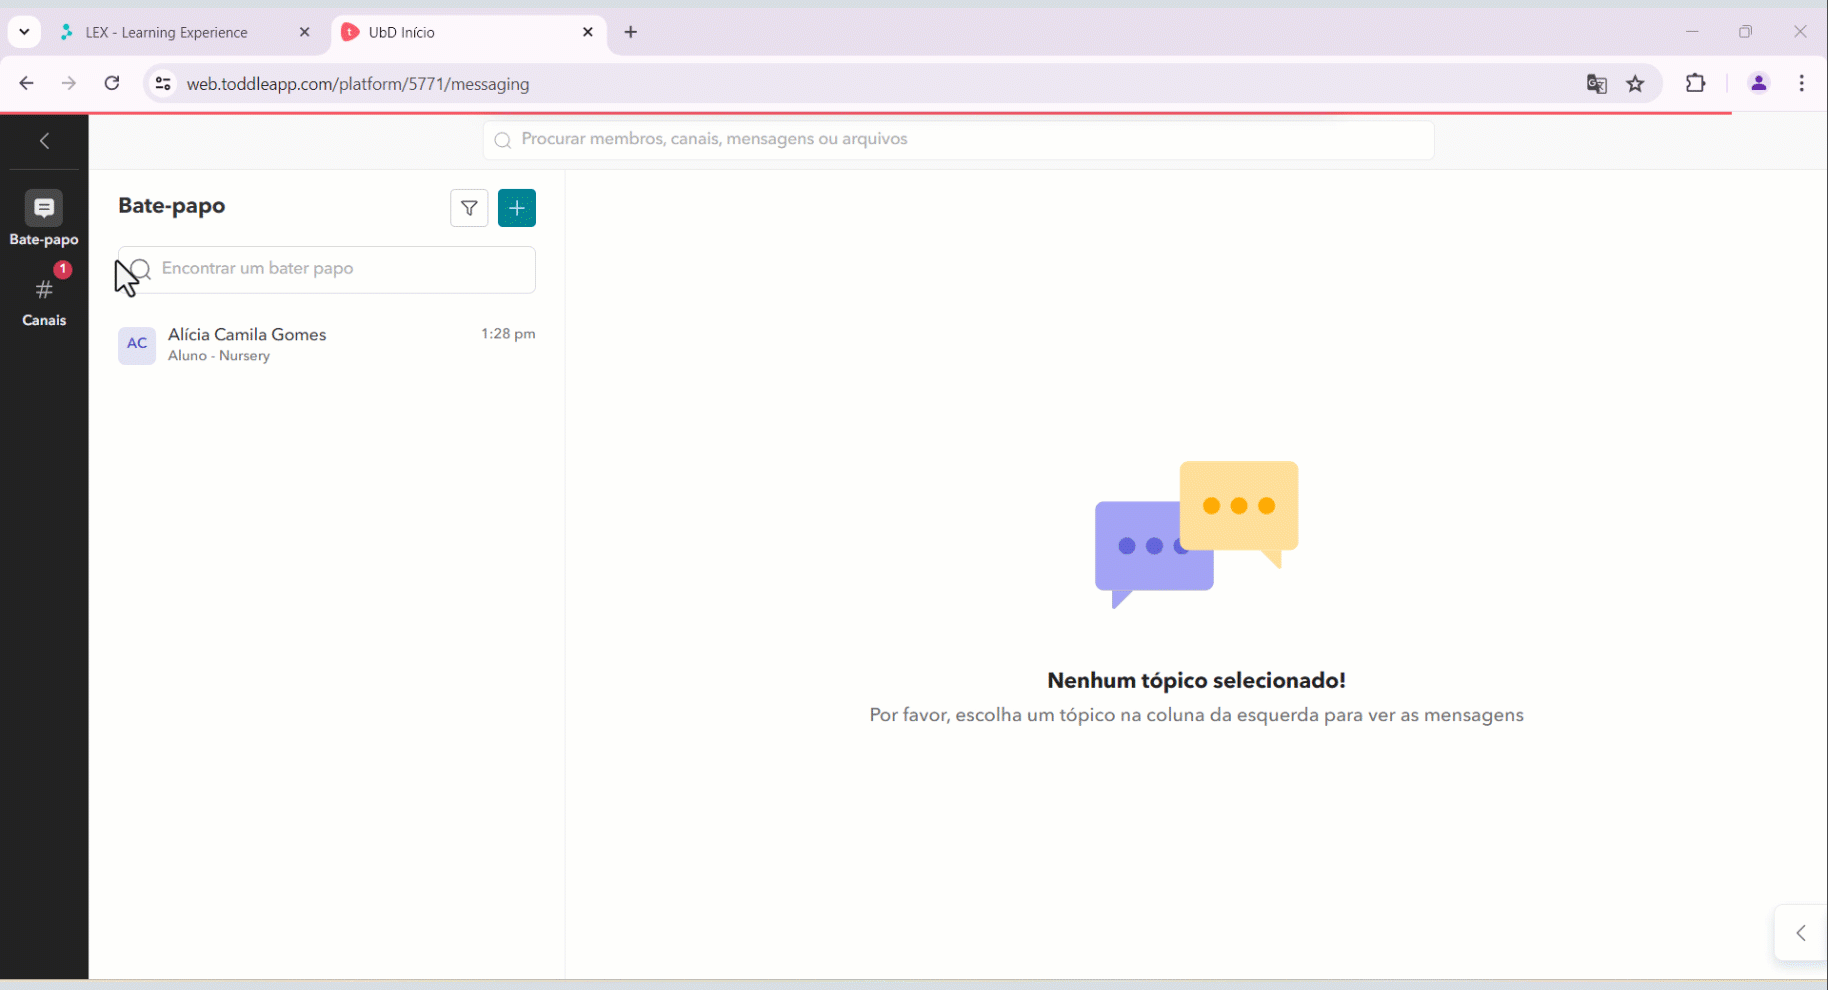 LEX - Learning Experience
UbD Início
web.toddleapp.com/platform/5771/messaging
Procurar membros, canais, mensagens ou arquivos
Bate-papo
Bate-papo
Encontrar um bater papo
1
#
Canais
AC
Alícia Camila Gomes
1:28 pm
Aluno - Nursery
Nenhum tópico selecionado!
Por favor, escolha um tópico na coluna da esquerda para ver as mensagens